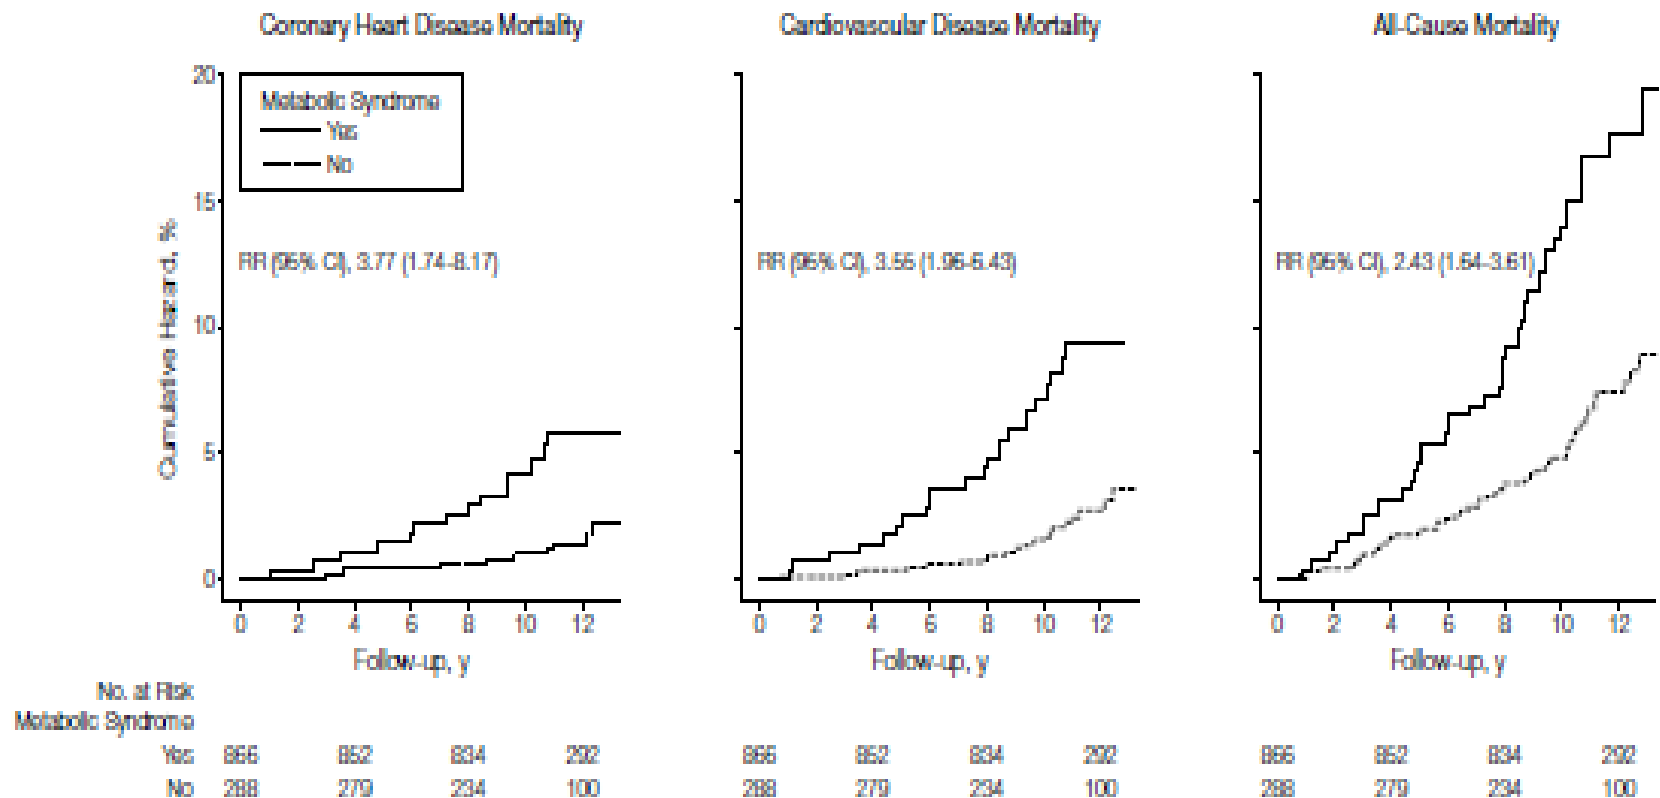 Coronary Heart Disease Mortality
Cardiovascular Disease Mortality
All-Cause Mortality
Cumulative Hazard, %
20
15
10
5
0
Metabolic Syndrome
Yes
No
RR (95% CI), 3.77 (1.74-8.17)
RR (95% CI), 3.55 (1.96-6.43)
RR (95% CI), 2.43 (1.64-3.61)
0 2 4 6 8 10 12
0 2 4 6 8 10 12
0 2 4 6 8 10 12
Follow-up, y
Follow-up, y
Follow-up, y
No. at Risk
Metabolic Syndrome
Yes 866 852 834 292 866 852 834 292 866 852 834 292
No 288 279 234 100 288 279 234 100 288 279 234 100